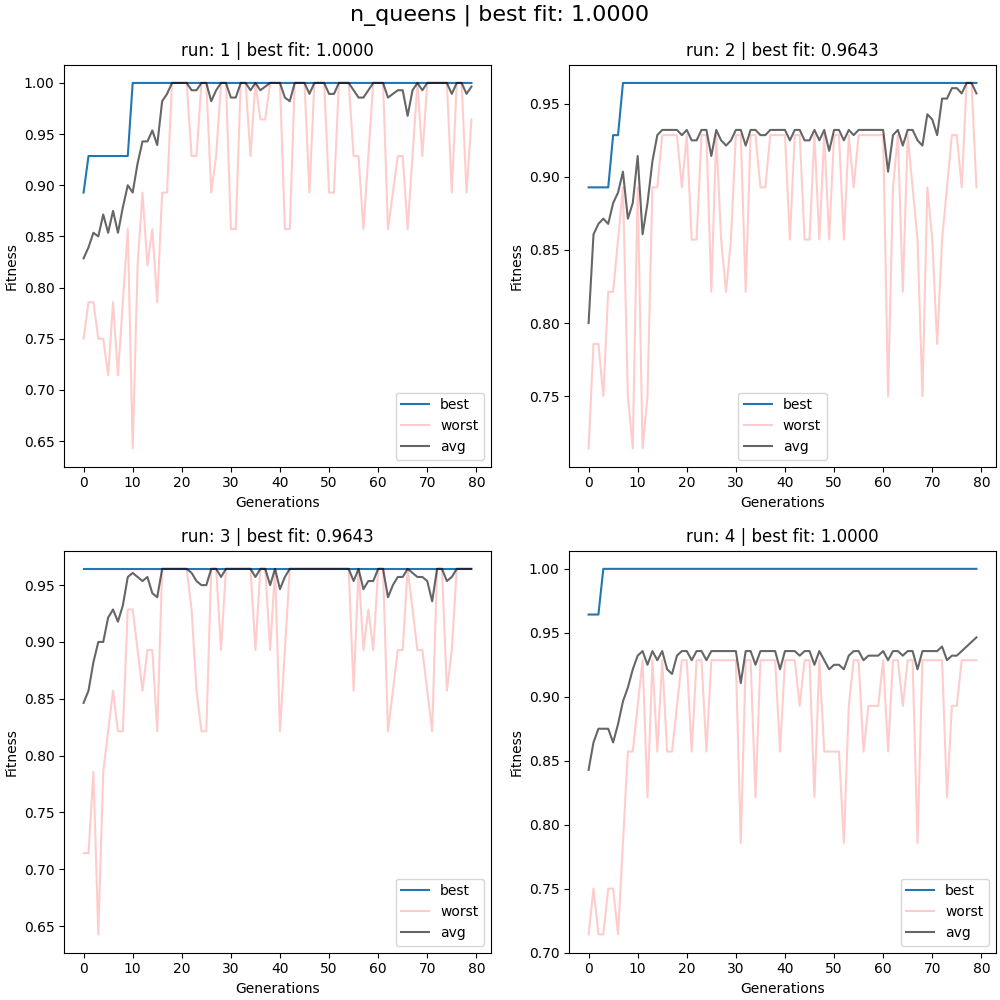 n_queens | best fit: 1.0000
run: 1 | best fit: 1.0000
1.00
0.95
0.90
0.85
0.80
0.75
0.70
0.65
Fitness
0 10 20 30 40 50 60 70 80
Generations
best
worst
avg
run: 2 | best fit: 0.9643
0.95
0.90
0.85
0.80
0.75
Fitness
0 10 20 30 40 50 60 70 80
Generations
best
worst
avg
run: 3 | best fit: 0.9643
0.95
0.90
0.85
0.80
0.75
0.70
0.65
Fitness
0 10 20 30 40 50 60 70 80
Generations
best
worst
avg
run: 4 | best fit: 1.0000
1.00
0.95
0.90
0.85
0.80
0.75
0.70
Fitness
0 10 20 30 40 50 60 70 80
Generations
best
worst
avg